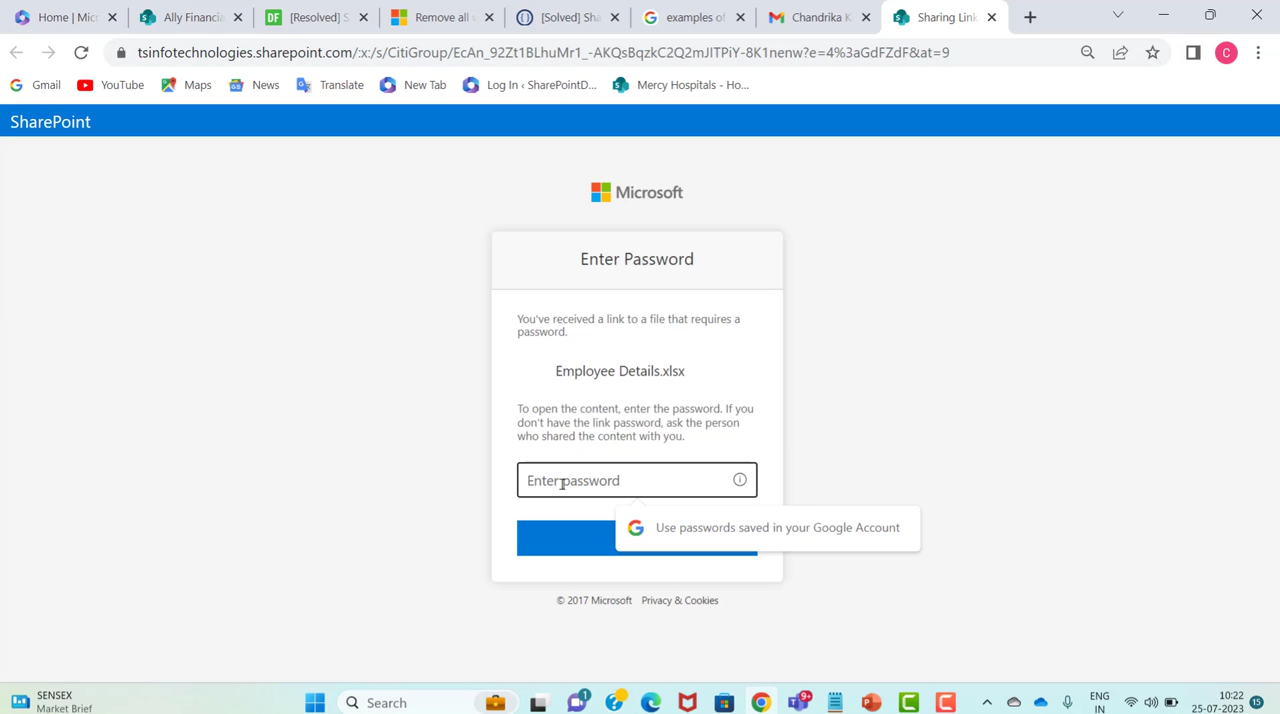 Home | Micr
Ally Financia
DF [Resolved] S
Remove all v
[Solved] Sha
examples of
Chandrika K
Sharing Link
tsinfotechnologies.sharepoint.com/:x:/s/CitiGroup/EcAn_92Zt1BLhuMr1_-AKQsBqzkC2Q2mJITPiY-8K1nenw?e=4%3aGdFZdF&at=9
C
Gmail
YouTube
Maps
News
Translate
New Tab
Log In ‹ SharePointD...
Mercy Hospitals - Ho...
SharePoint
Microsoft
Enter Password
You've received a link to a file that requires a
password.
Employee Details.xlsx
To open the content, enter the password. If you
don't have the link password, ask the person
who shared the content with you.
Enter password
Use passwords saved in your Google Account
© 2017 Microsoft Privacy & Cookies
SENSEX
Market Brief
Search
1
9+
ENG
IN
10:22
25-07-2023
15